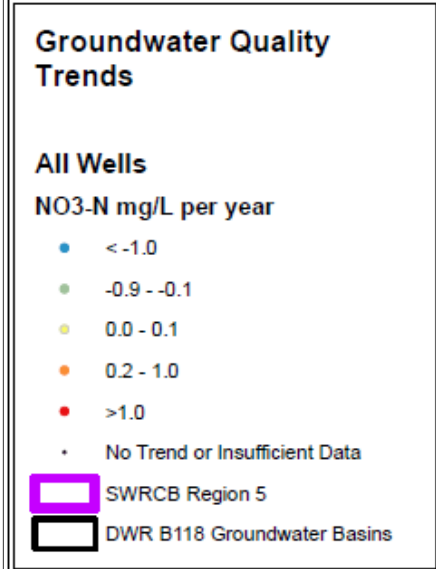 Groundwater Quality
Trends
All Wells
NO3-N mg/L per year
< -1.0
-0.9 - -0.1
0.0 - 0.1
0.2 - 1.0
>1.0
No Trend or Insufficient Data
SWRCB Region 5
DWR B118 Groundwater Basins